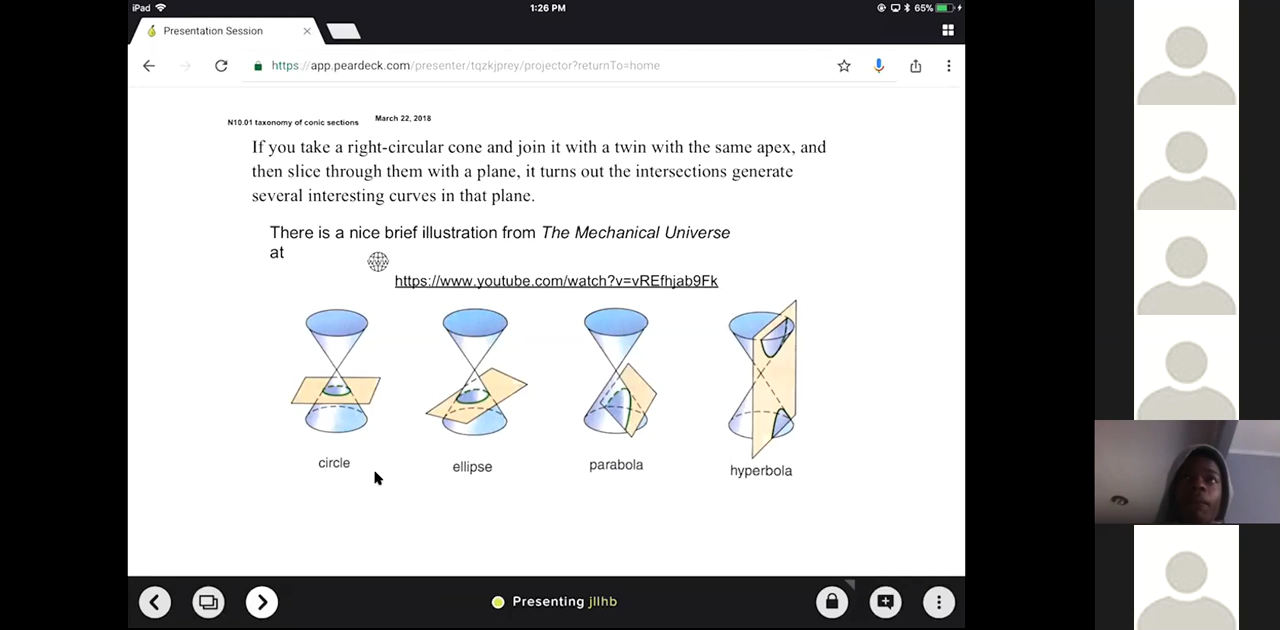 iPad
1:26 PM
65%
Presentation Session
https://app.peardeck.com/presenter/tqzkjprey/projector?returnTo=home
N10.01 taxonomy of conic sections March 22, 2018
If you take a right-circular cone and join it with a twin with the same apex, and
then slice through them with a plane, it turns out the intersections generate
several interesting curves in that plane.
There is a nice brief illustration from The Mechanical Universe
at
https://www.youtube.com/watch?v=vREfhjab9Fk
circle
ellipse
parabola
hyperbola
Presenting jllhb